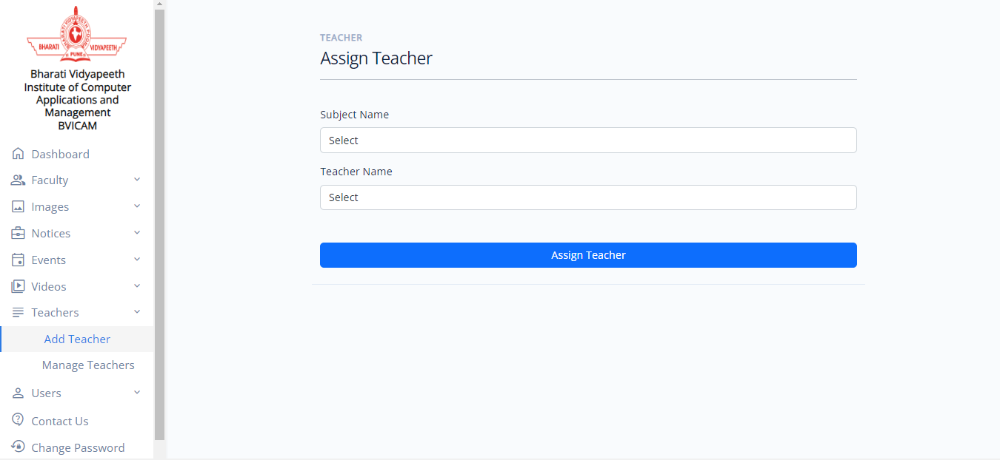 BHARATI VIDYAPEETH
PUNE
Bharati Vidyapeeth
Institute of Computer
Applications and
Management
BVICAM
Dashboard
Faculty
Images
Notices
Events
Videos
Teachers
Add Teacher
Manage Teachers
Users
Contact Us
Change Password
TEACHER
Assign Teacher
Subject Name
Select
Teacher Name
Select
Assign Teacher